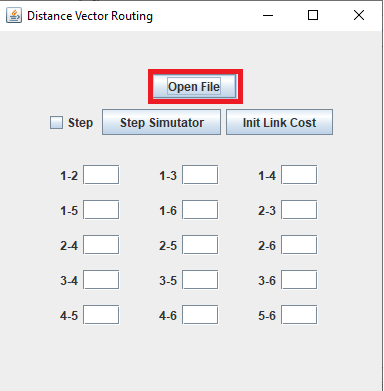 Distance Vector Routing
Open File
Step Step Simutator Init Link Cost
1-2 1-3 1-4
1-5 1-6 2-3
2-4 2-5 2-6
3-4 3-5 3-6
4-5 4-6 5-6